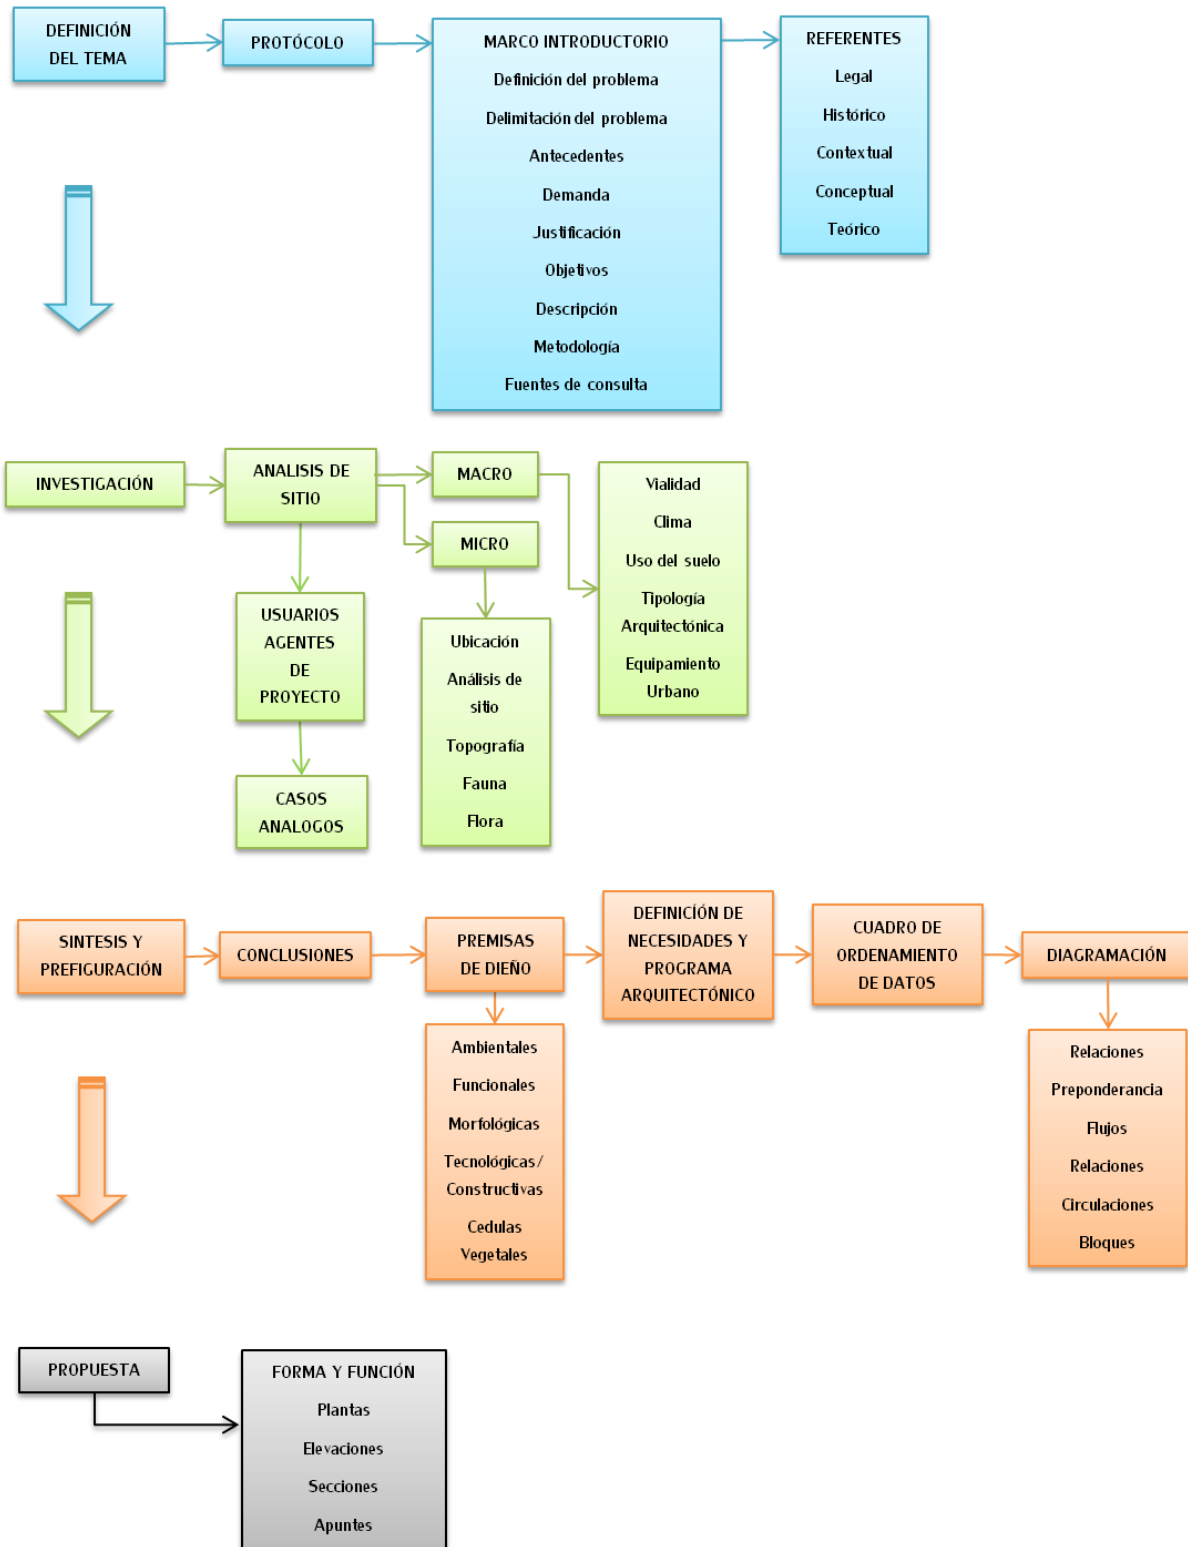 DEFINICIÓN
DEL TEMA
PROTÓCOLO
MARCO INTRODUCTORIO
Definición del problema
Delimitación del problema
Antecedentes
Demanda
Justificación
Objetivos
Descripción
Metodología
Fuentes de consulta
REFERENTES
Legal
Histórico
Contextual
Conceptual
Teórico
INVESTIGACIÓN
ANALISIS DE
SITIO
MACRO
MICRO
Vialidad
Clima
Uso del suelo
Tipología
Arquitectónica
Equipamiento
Urbano
USUARIOS
AGENTES
DE
PROYECTO
CASOS
ANALOGOS
Ubicación
Análisis de
sitio
Topografía
Fauna
Flora
SINTESIS Y
PREFIGURACIÓN
CONCLUSIONES
PREMISAS
DE DIEÑO
DEFINICÍÓN DE
NECESIDADES Y
PROGRAMA
ARQUITECTÓNICO
CUADRO DE
ORDENAMIENTO
DE DATOS
DIAGRAMACIÓN
Ambientales
Funcionales
Morfológicas
Tecnológicas/
Constructivas
Cedulas
Vegetales
Relaciones
Preponderancia
Flujos
Relaciones
Circulaciones
Bloques
PROPUESTA
FORMA Y FUNCIÓN
Plantas
Elevaciones
Secciones
Apuntes